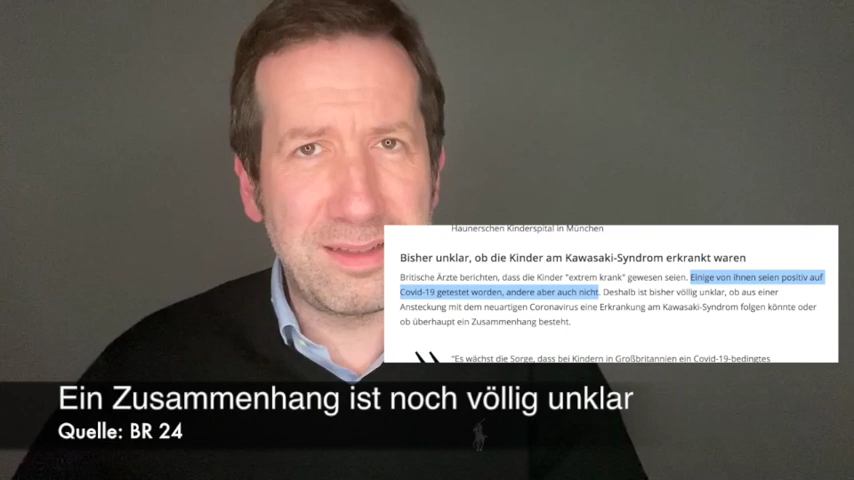 Haunerschen Kinderspital in München
Bisher unklar, ob die Kinder am Kawasaki-Syndrom erkrankt waren
Britische Ärzte berichten, dass die Kinder "extrem krank" gewesen seien. Einige von ihnen seien positiv auf
Covid-19 getestet worden, andere aber auch nicht. Deshalb ist bisher völlig unklar, ob aus einer
Ansteckung mit dem neuartigen Coronavirus eine Erkrankung am Kawasaki-Syndrom folgen könnte oder
ob überhaupt ein Zusammenhang besteht.
"Es wächst die Sorge, dass bei Kindern in Großbritannien ein Covid-19-bedingtes
Ein Zusammenhang ist noch völlig unklar
Quelle: BR 24